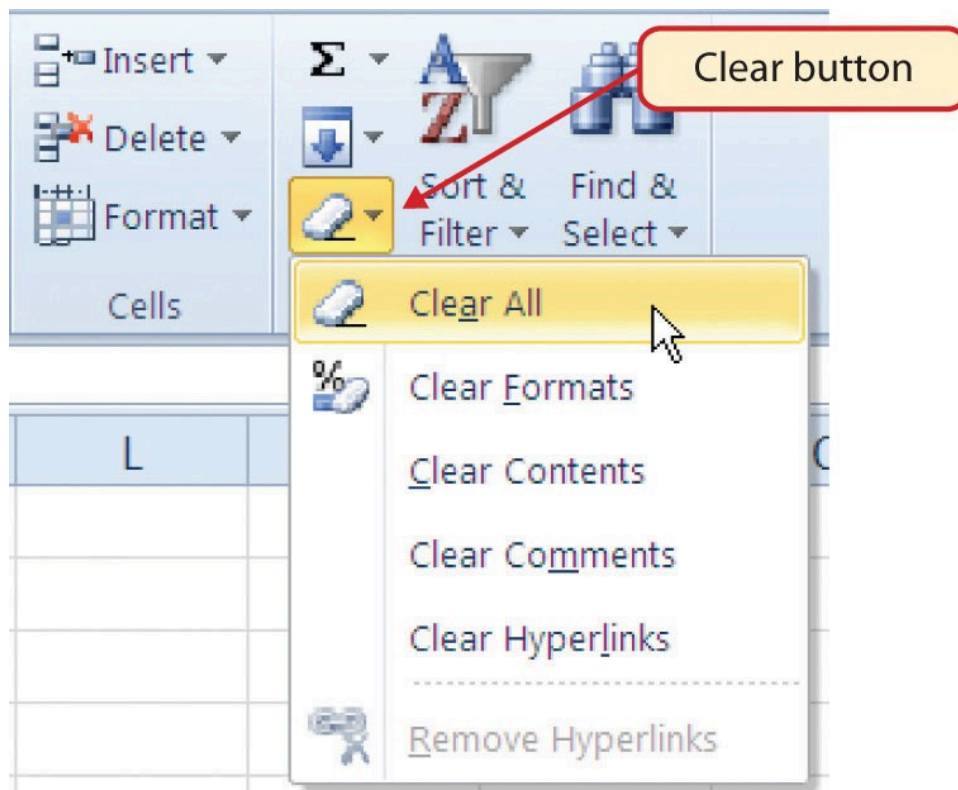 Insert
Delete
Format
Cells
Σ
Sort &
Filter
Find &
Select
Clear button
Clear All
Clear Formats
Clear Contents
Clear Comments
Clear Hyperlinks
Remove Hyperlinks
L